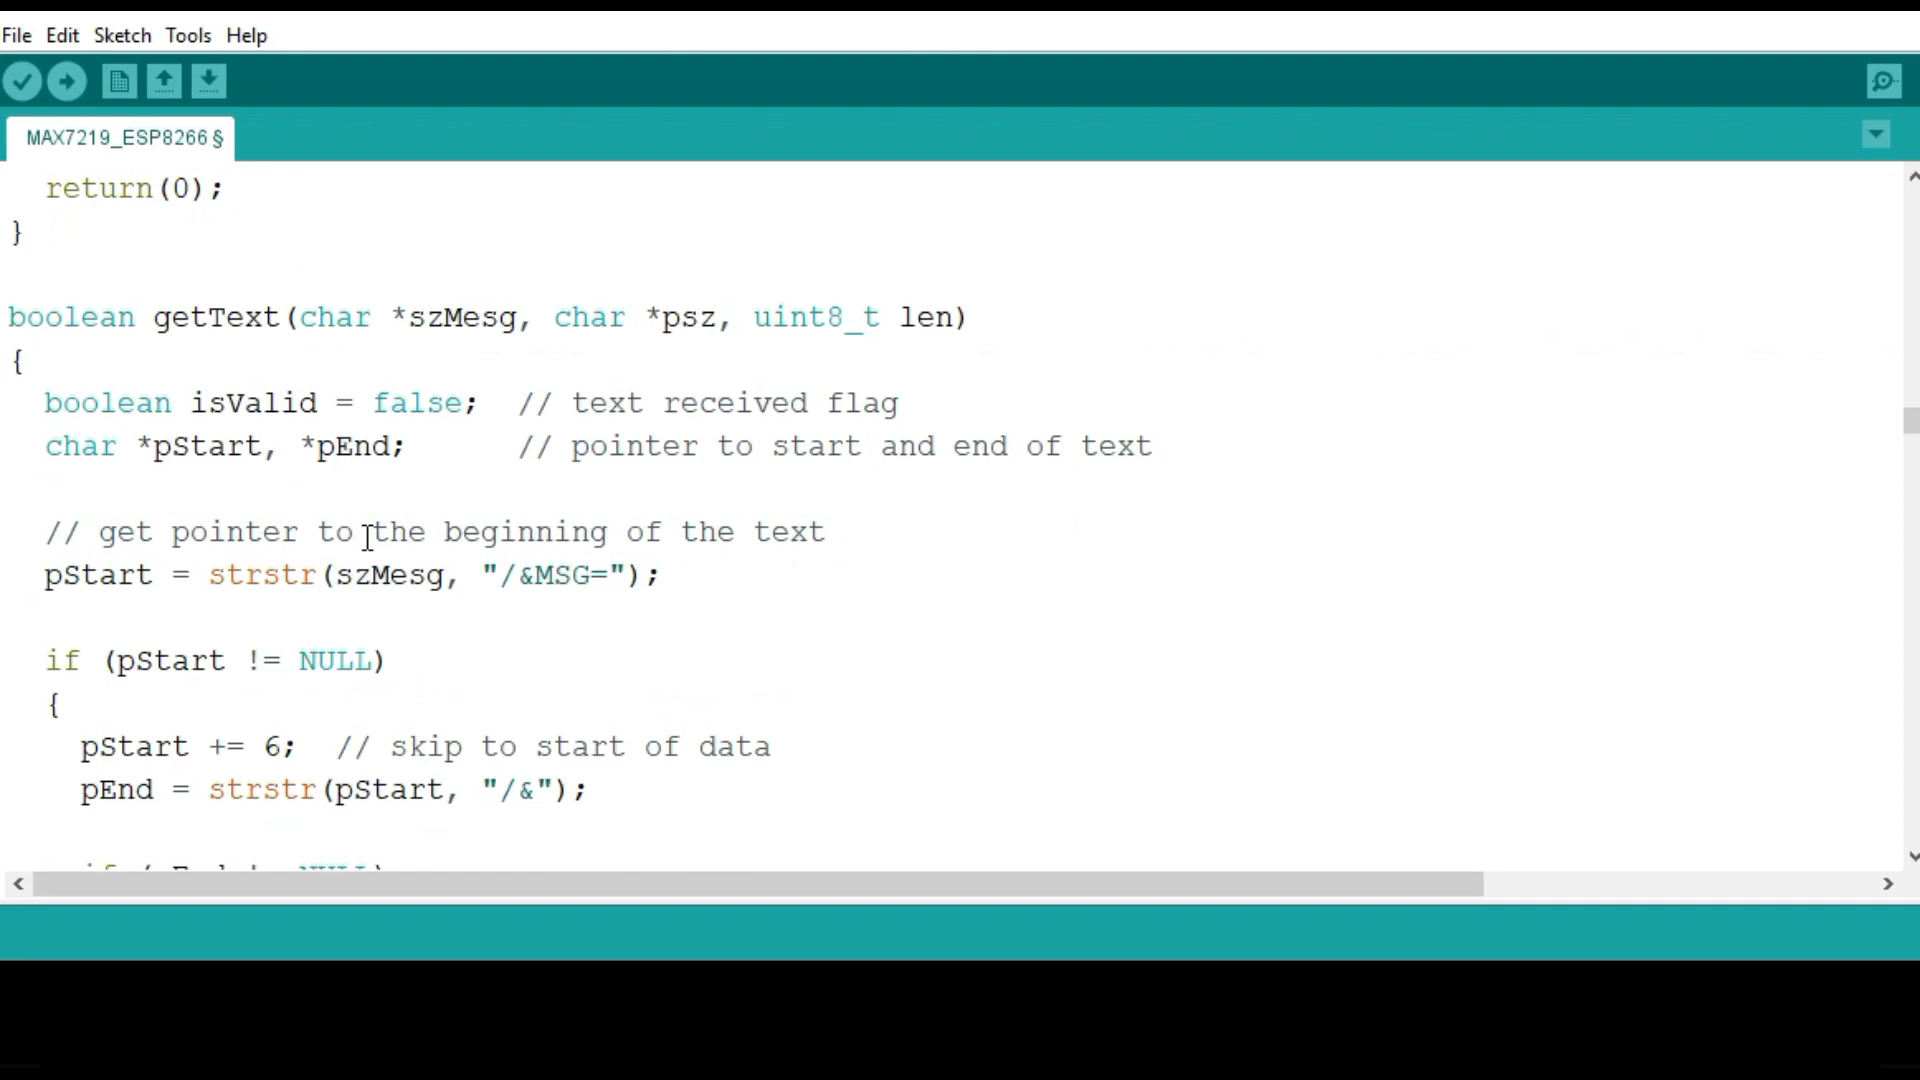 File Edit Sketch Tools Help
MAX7219_ESP8266 §
return(0);
}
boolean getText(char *szMesg, char *psz, uint8_t len)
{
boolean isValid = false;  // text received flag
char *pStart, *pEnd;      // pointer to start and end of text
// get pointer to the beginning of the text
pStart = strstr(szMesg, "/&MSG=");
if (pStart != NULL)
{
pStart += 6;  // skip to start of data
pEnd = strstr(pStart, "/&");